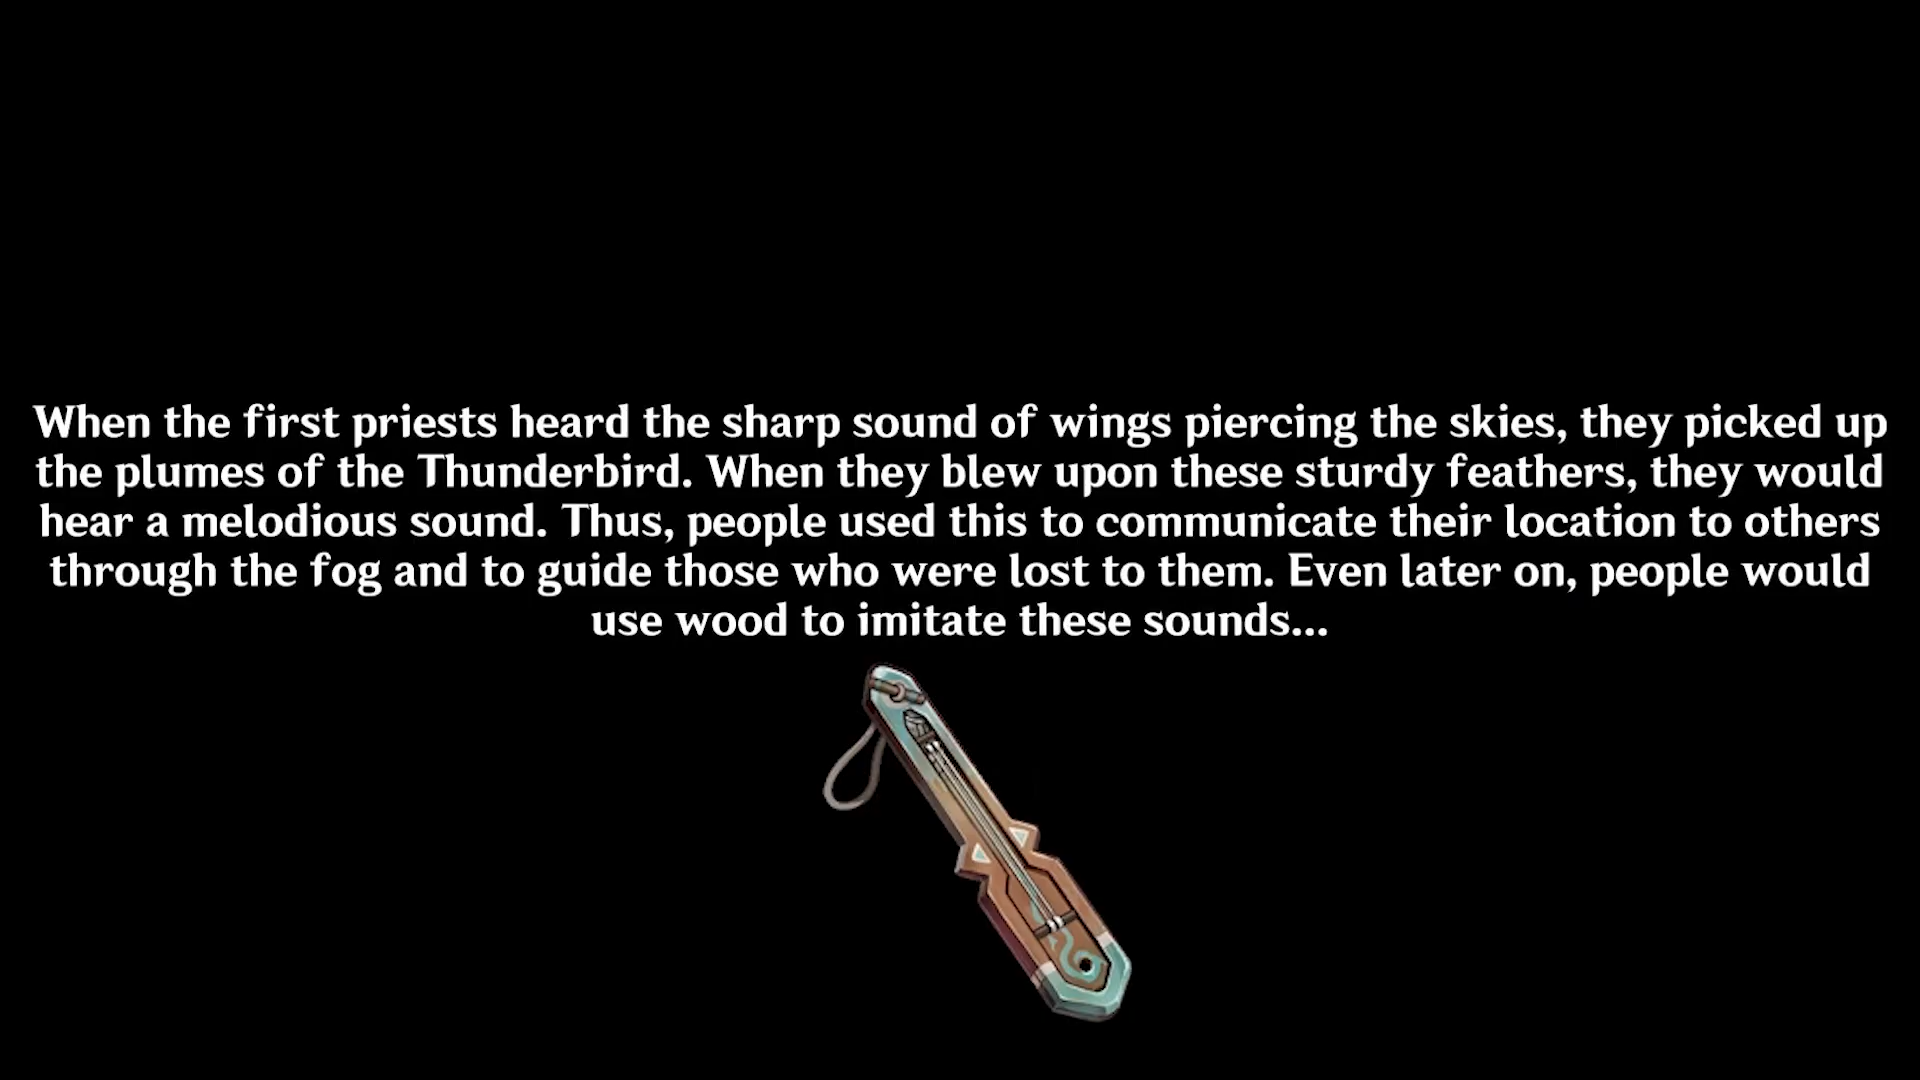 When the first priests heard the sharp sound of wings piercing the skies, they picked up
the plumes of the Thunderbird. When they blew upon these sturdy feathers, they would
hear a melodious sound. Thus, people used this to communicate their location to others
through the fog and to guide those who were lost to them. Even later on, people would
use wood to imitate these sounds...